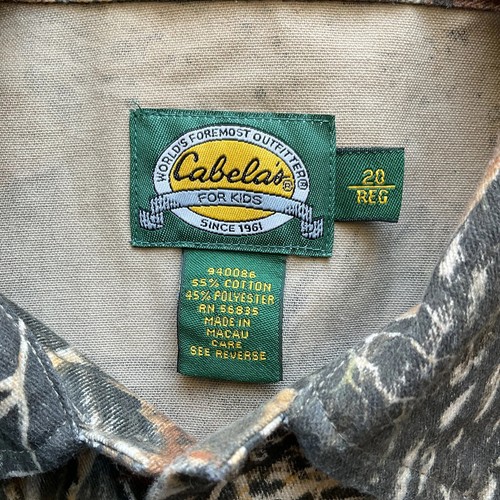 WORLD'S FOREMOST OUTFITTER®
Cabela's®
FOR KIDS
SINCE 1961
20
REG
940086
55% COTTON
45% POLYESTER
RN 56835
MADE IN
MACAU
CARE
SEE REVERSE